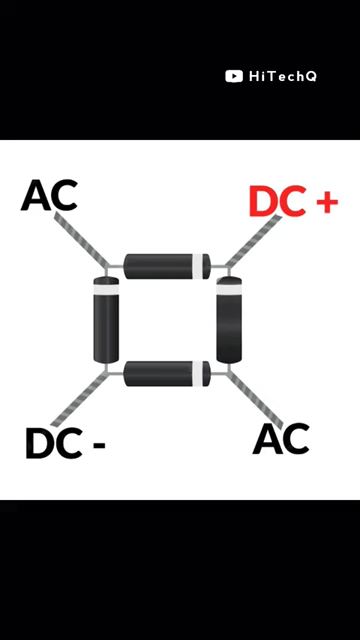 HiTechQ
AC
DC +
DC -
AC